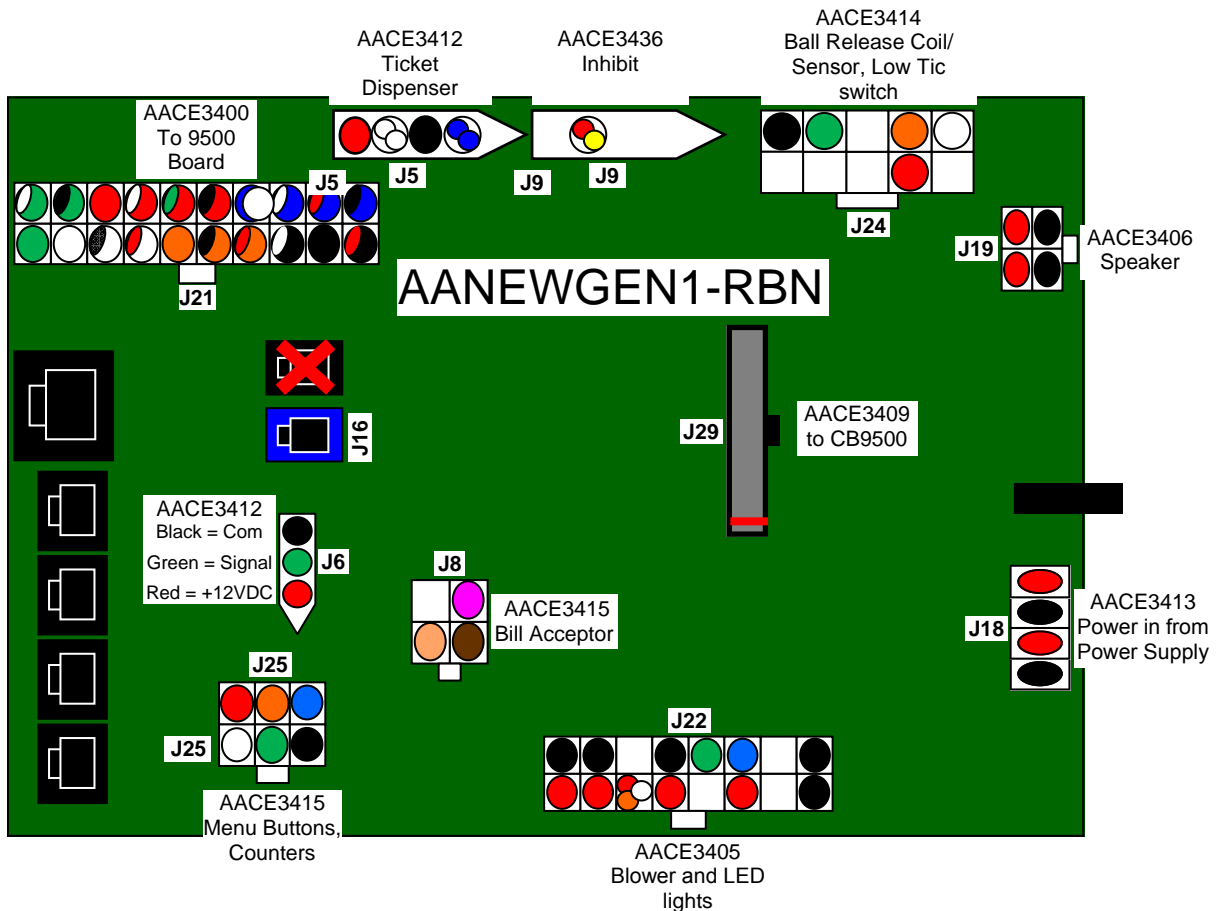 AACE3412
Ticket
Dispenser
AACE3436
Inhibit
AACE3414
Ball Release Coil/
Sensor, Low Tic
switch
AACE3400
To 9500
Board
J5
J5
J9
J9
J24
J21
J19
AACE3406
Speaker
AANEWGEN1-RBN
J16
J29
AACE3409
to CB9500
AACE3412
Black = Com
Green = Signal
Red = +12VDC
J6
J8
AACE3415
Bill Acceptor
J18
AACE3413
Power in from
Power Supply
J25
J25
AACE3415
Menu Buttons,
Counters
J22
AACE3405
Blower and LED
lights